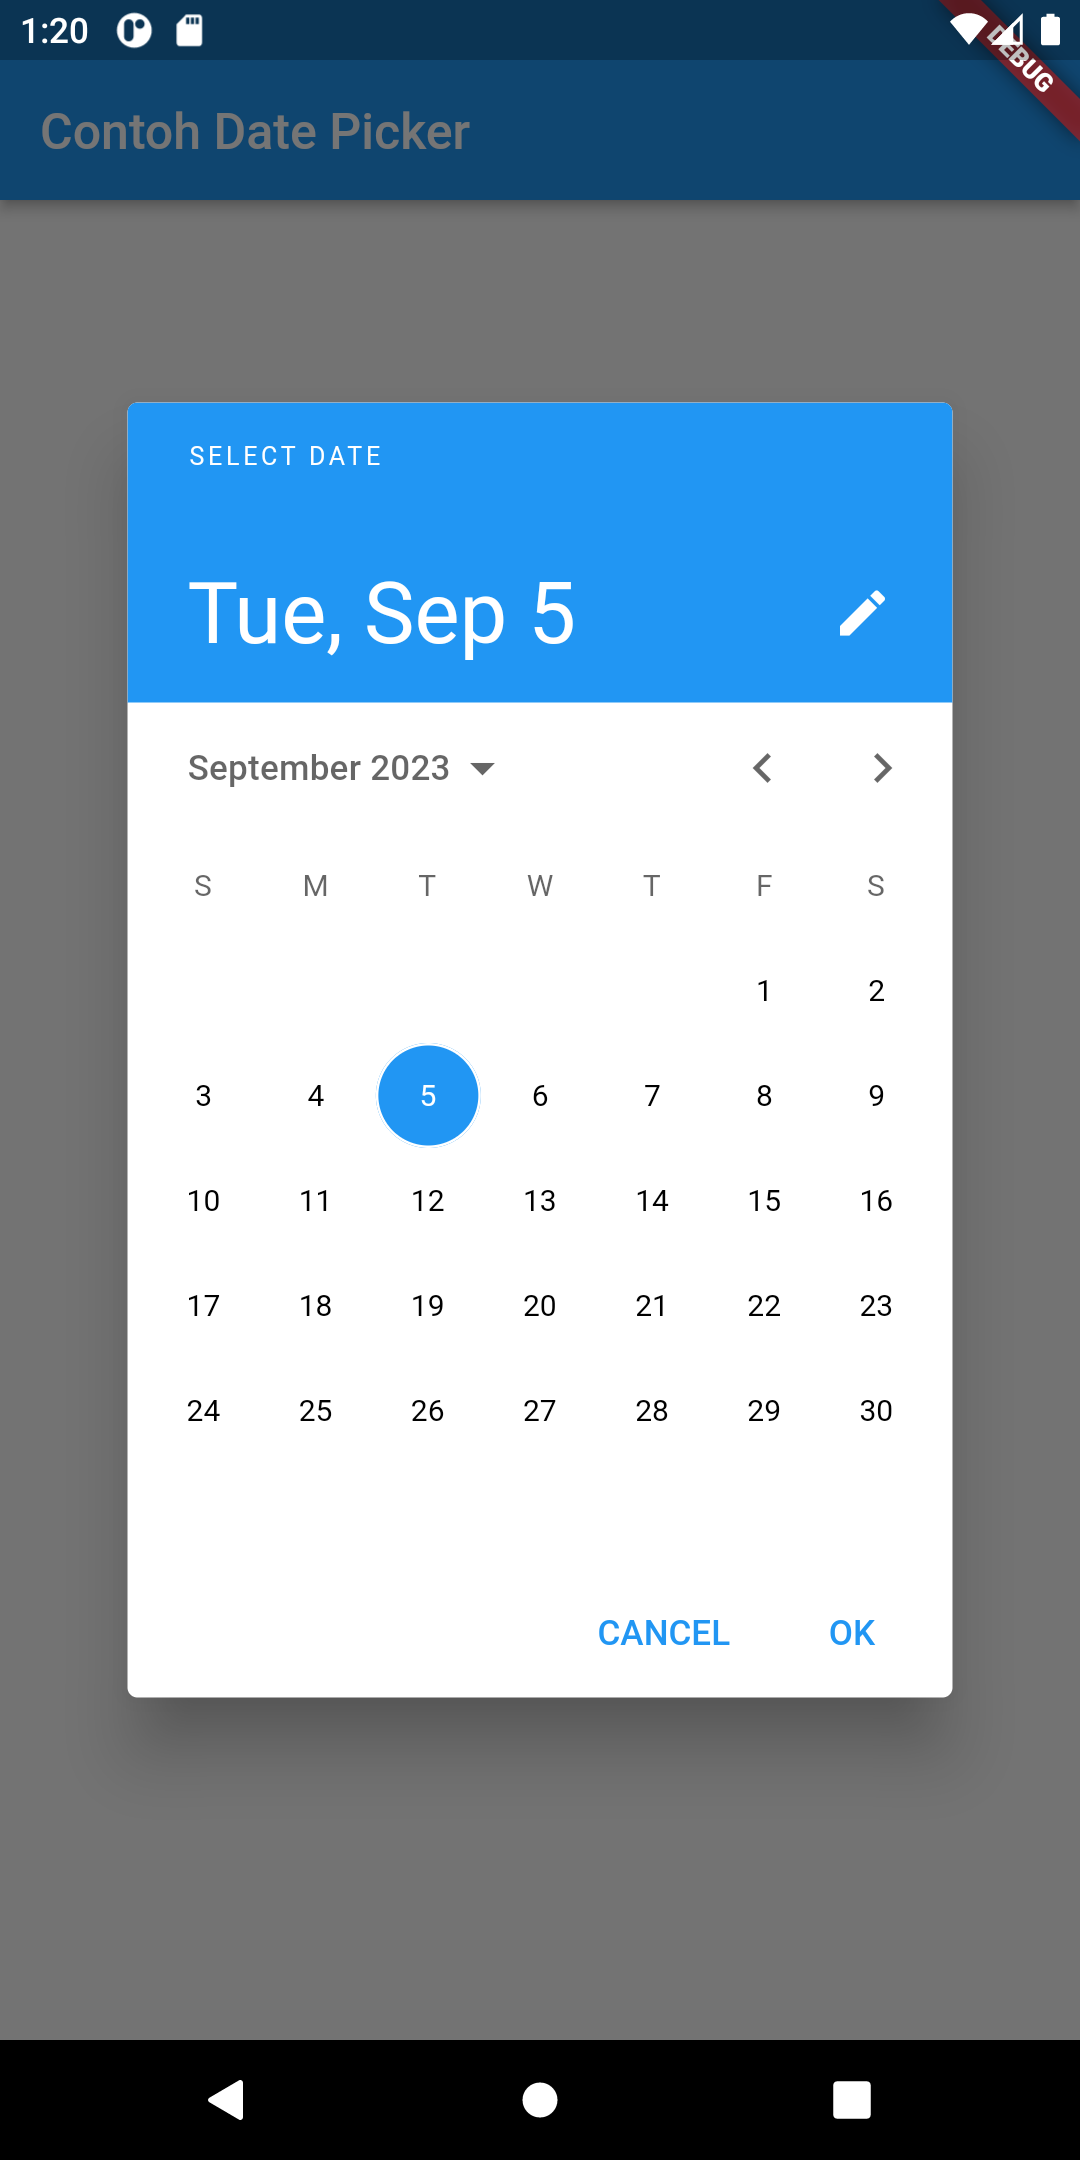 1:20
DEBUG
Contoh Date Picker
SELECT DATE
Tue, Sep 5
September 2023
S M T W T F S
1 2
3 4 5 6 7 8 9
10 11 12 13 14 15 16
17 18 19 20 21 22 23
24 25 26 27 28 29 30
CANCEL OK